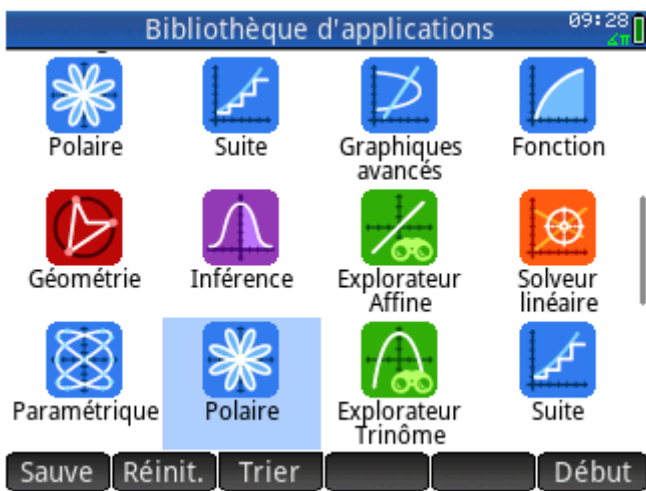 Bibliothèque d'applications 09:28
∡π
Polaire Suite Graphiques avancés Fonction
Géométrie Inférence Explorateur Affine Solveur linéaire
Paramétrique Polaire Explorateur Trinôme Suite
Sauve Réinit. Trier Début